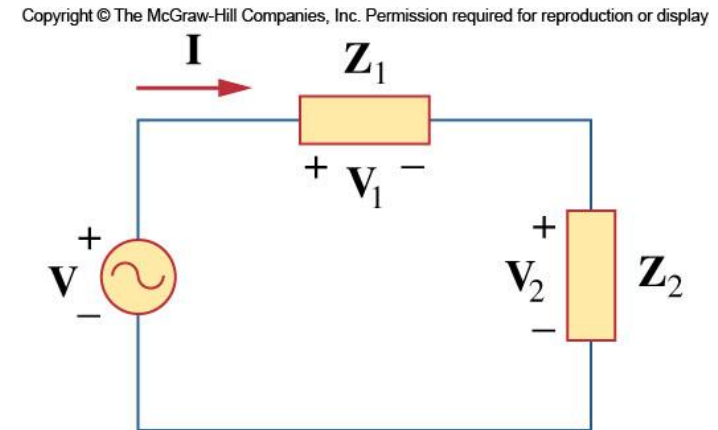 Copyright © The McGraw-Hill Companies, Inc. Permission required for reproduction or display
I
Z₁
+ V₁ −
+
V
−
+
V₂
−
Z₂